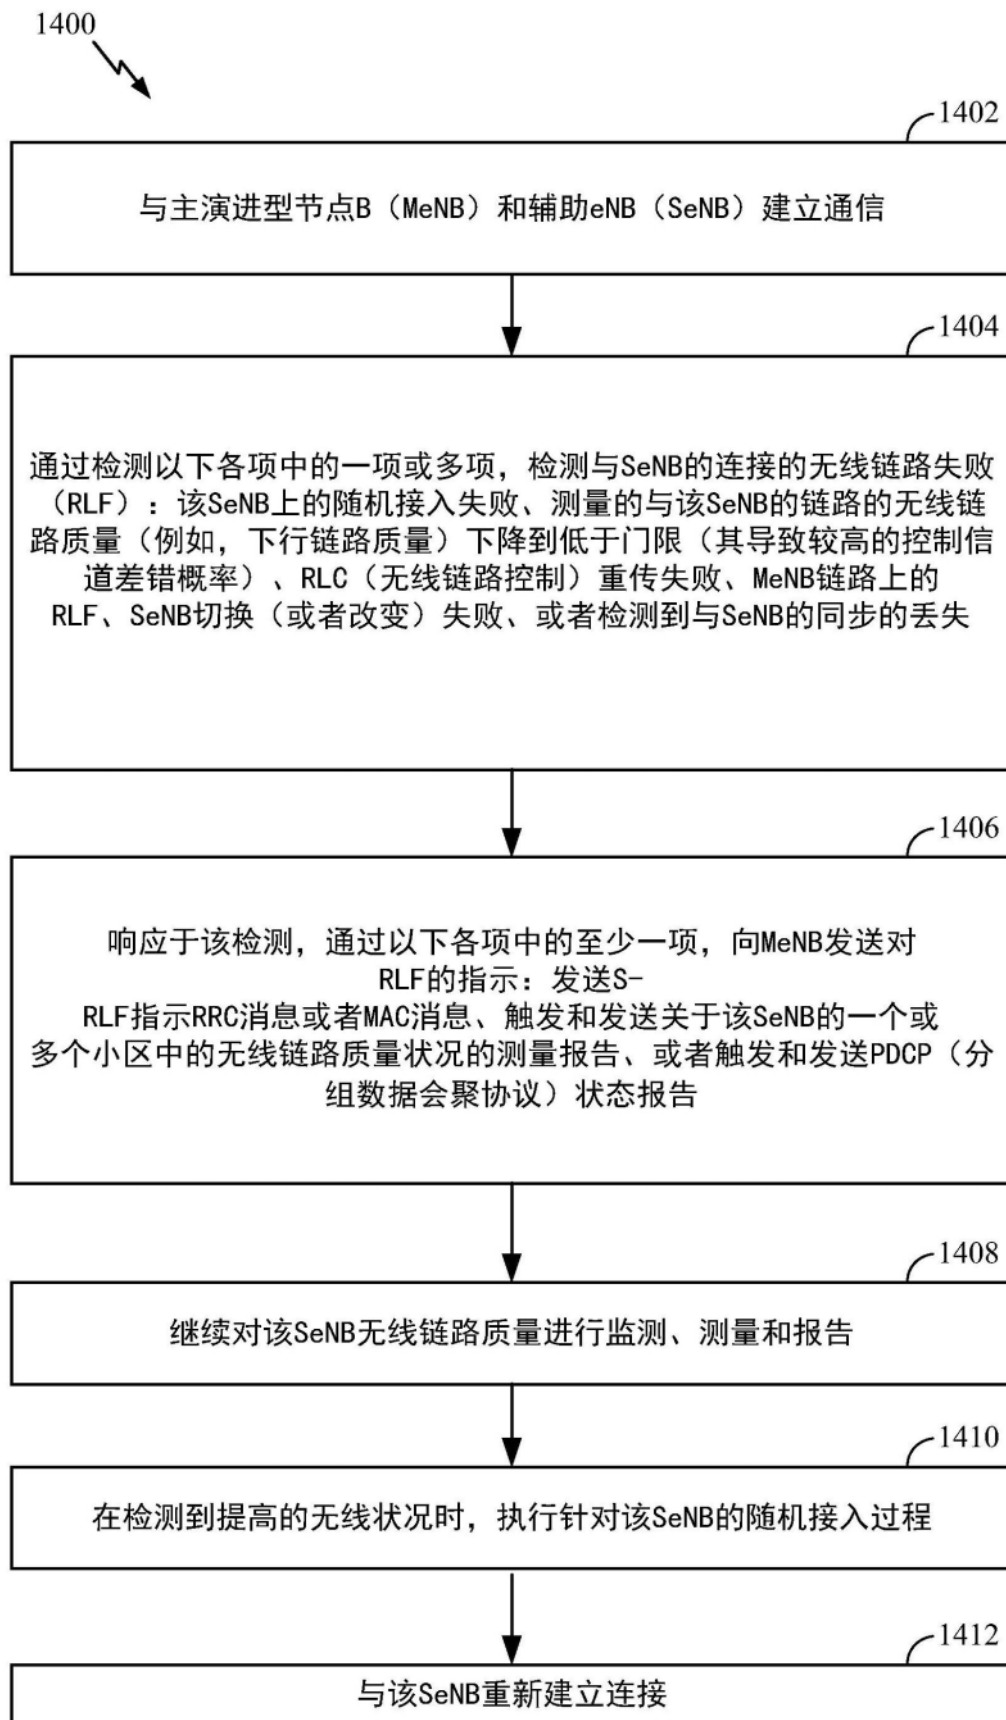 1400
1402
与主演进型节点B（MeNB）和辅助eNB（SeNB）建立通信
1404
通过检测以下各项中的一项或多项，检测与SeNB的连接的无线链路失败
（RLF）：该SeNB上的随机接入失败、测量的与该SeNB的链路的无线链
路质量（例如，下行链路质量）下降到低于门限（其导致较高的控制信
道差错概率）、RLC（无线链路控制）重传失败、MeNB链路上的
RLF、SeNB切换（或者改变）失败、或者检测到与SeNB的同步的丢失
1406
响应于该检测，通过以下各项中的至少一项，向MeNB发送对
RLF的指示：发送S-
RLF指示RRC消息或者MAC消息、触发和发送关于该SeNB的一个或
多个小区中的无线链路质量状况的测量报告、或者触发和发送PDCP（分
组数据会聚协议）状态报告
1408
继续对该SeNB无线链路质量进行监测、测量和报告
1410
在检测到提高的无线状况时，执行针对该SeNB的随机接入过程
1412
与该SeNB重新建立连接